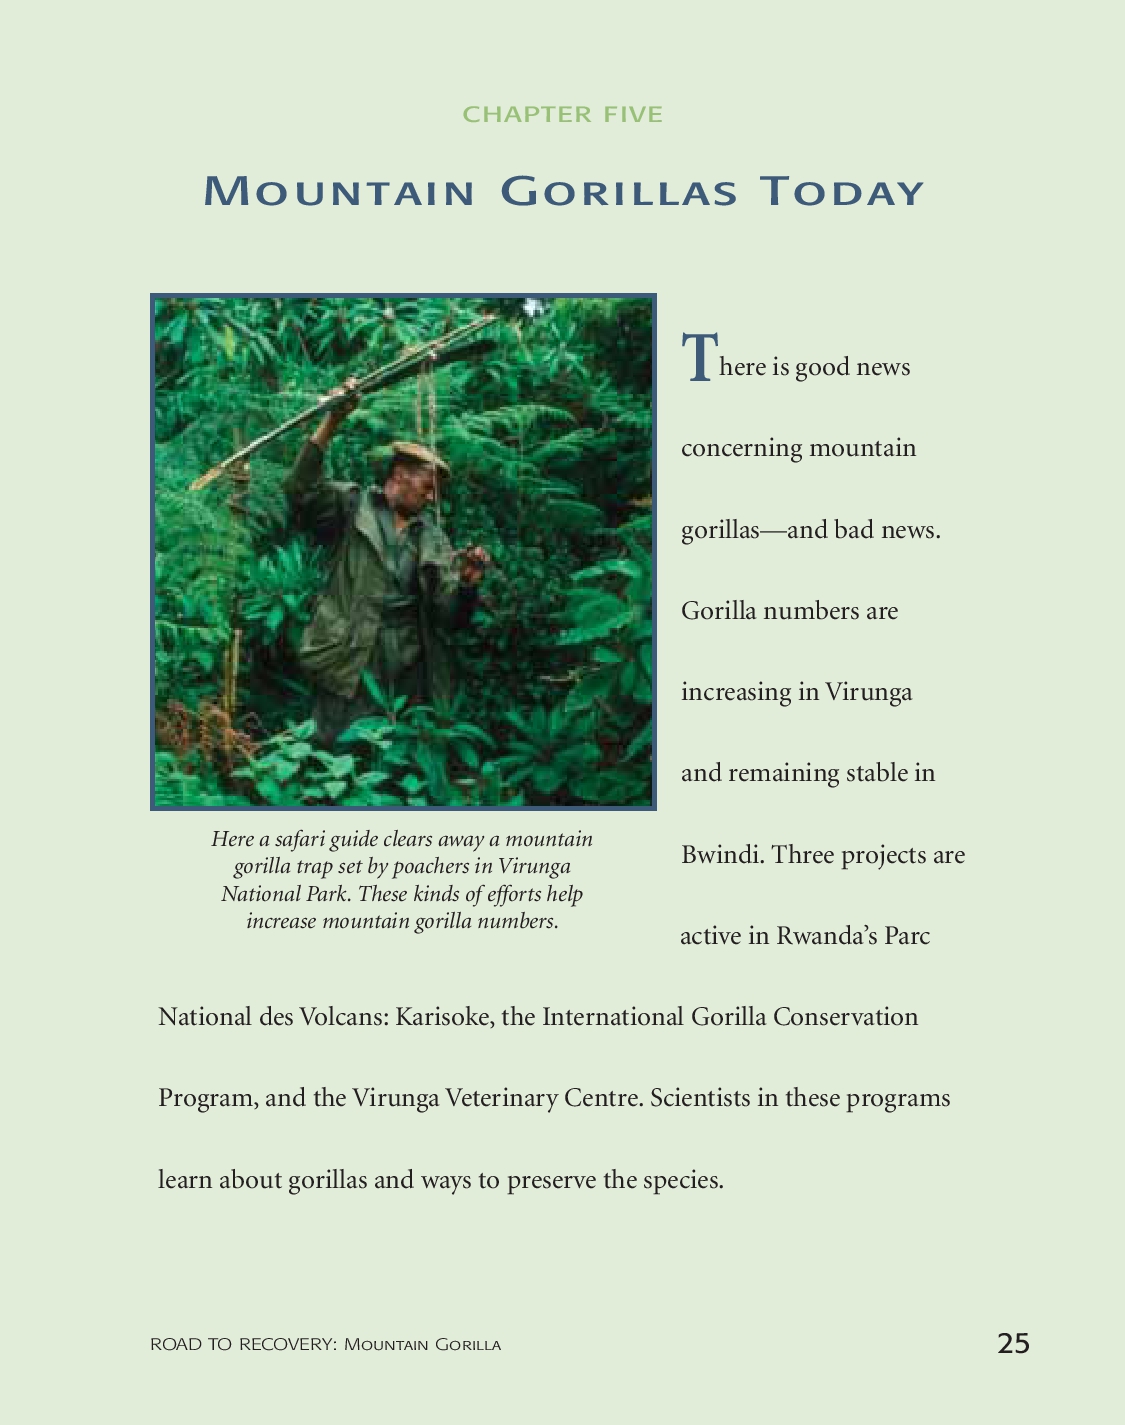 CHAPTER FIVE
MOUNTAIN GORILLAS TODAY
There is good news
concerning mountain
gorillas—and bad news.
Gorilla numbers are
increasing in Virunga
and remaining stable in
Bwindi. Three projects are
active in Rwanda’s Parc
Here a safari guide clears away a mountain
gorilla trap set by poachers in Virunga
National Park. These kinds of efforts help
increase mountain gorilla numbers.
National des Volcans: Karisoke, the International Gorilla Conservation
Program, and the Virunga Veterinary Centre. Scientists in these programs
learn about gorillas and ways to preserve the species.
ROAD TO RECOVERY: MOUNTAIN GORILLA
25